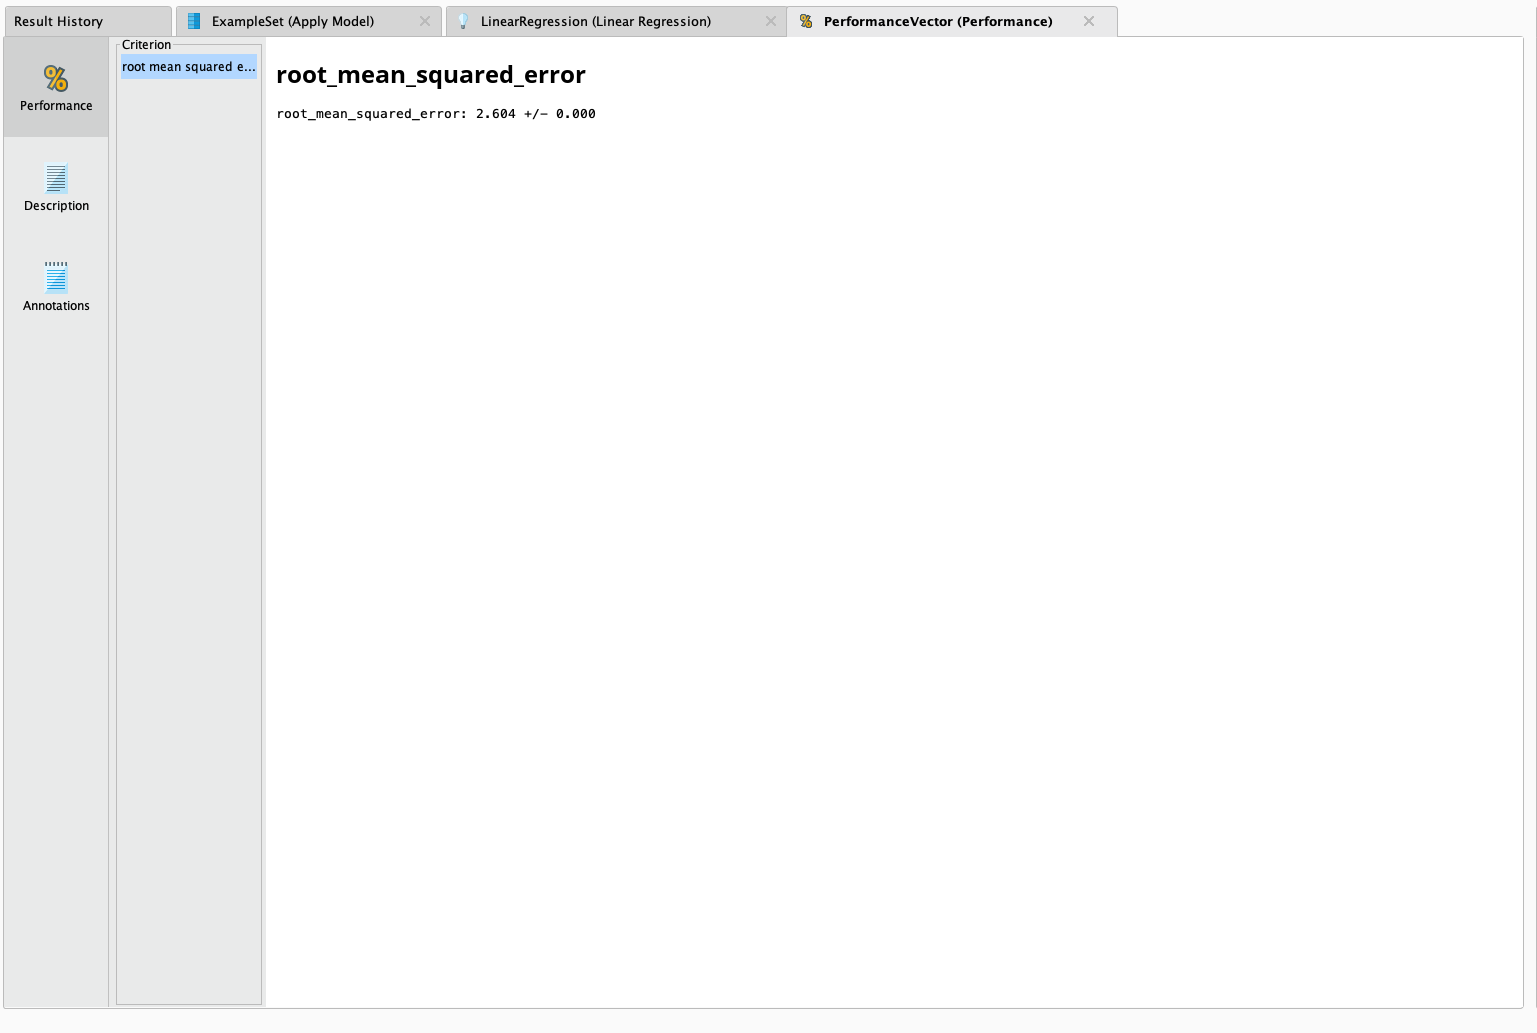 Result History
ExampleSet (Apply Model)
LinearRegression (Linear Regression)
PerformanceVector (Performance)
Performance
Description
Annotations
Criterion
root mean squared e...
root_mean_squared_error
root_mean_squared_error: 2.604 +/- 0.000